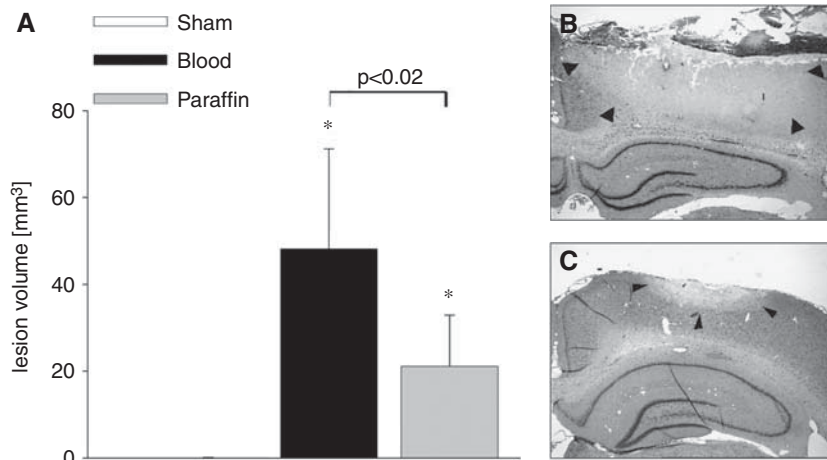 A
Sham
Blood
Paraffin
p<0.02
80
60
40
20
0
lesion volume [mm³]
*
*
B
C